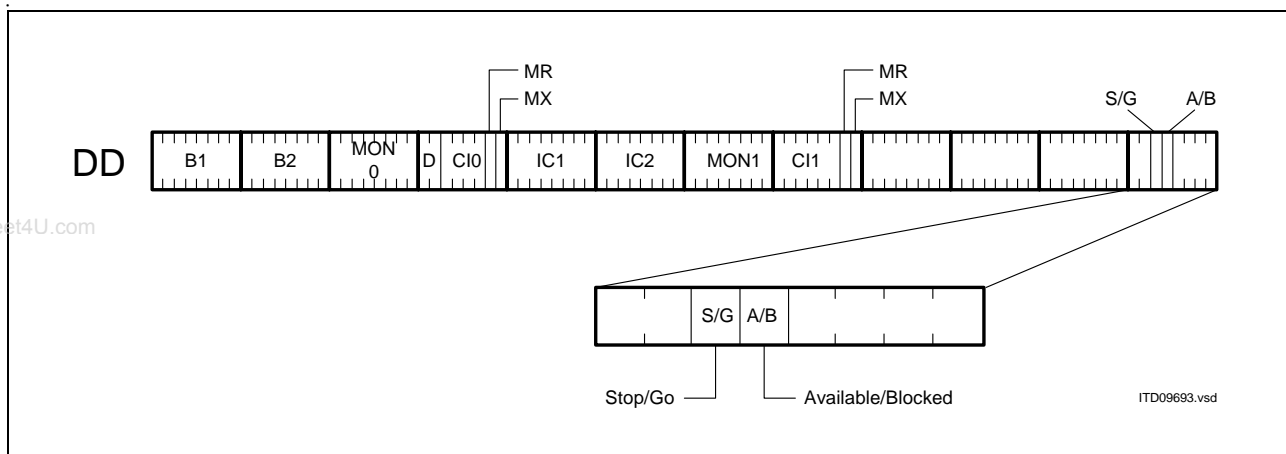 MR
MX
MR
MX
S/G A/B
DD B1 B2 MON 0 D CI0 IC1 IC2 MON1 CI1
et4U.com
S/G A/B
Stop/Go Available/Blocked
ITD09693.vsd